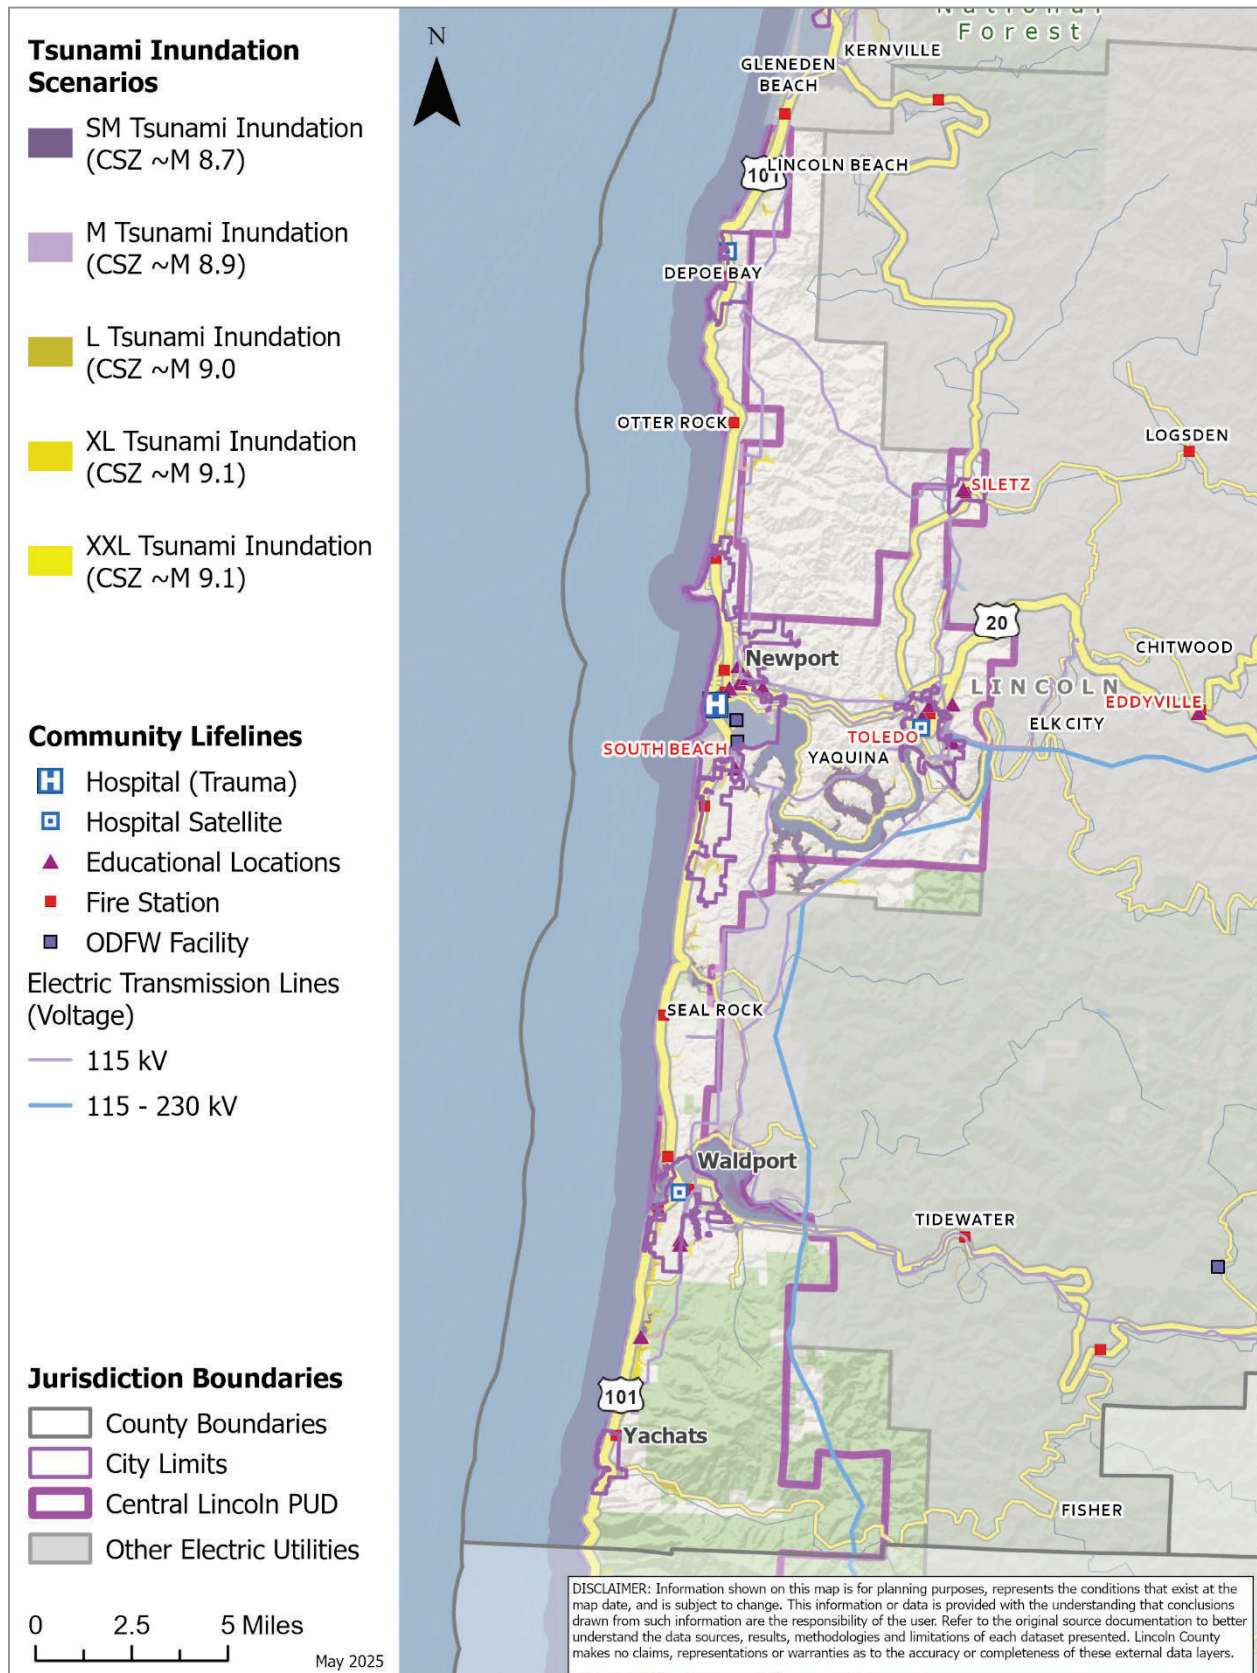 Tsunami Inundation
Scenarios
SM Tsunami Inundation
(CSZ ~M 8.7)
M Tsunami Inundation
(CSZ ~M 8.9)
L Tsunami Inundation
(CSZ ~M 9.0
XL Tsunami Inundation
(CSZ ~M 9.1)
XXL Tsunami Inundation
(CSZ ~M 9.1)
Community Lifelines
H Hospital (Trauma)
Hospital Satellite
Educational Locations
Fire Station
ODFW Facility
Electric Transmission Lines
(Voltage)
115 kV
115 - 230 kV
Jurisdiction Boundaries
County Boundaries
City Limits
Central Lincoln PUD
Other Electric Utilities
0 2.5 5 Miles
May 2025
N
National
Forest
KERNVILLE
GLENEDEN
BEACH
LINCOLN BEACH
101
DEPOE BAY
OTTER ROCK
LOGSDEN
SILETZ
20
CHITWOOD
Newport
LINCOLN
EDDYVILLE
H
ELK CITY
TOLEDO
SOUTH BEACH
YAQUINA
SEAL ROCK
Waldport
TIDEWATER
101
Yachats
FISHER
DISCLAIMER: Information shown on this map is for planning purposes, represents the conditions that exist at the
map date, and is subject to change. This information or data is provided with the understanding that conclusions
drawn from such information are the responsibility of the user. Refer to the original source documentation to better
understand the data sources, results, methodologies and limitations of each dataset presented. Lincoln County
makes no claims, representations or warranties as to the accuracy or completeness of these external data layers.